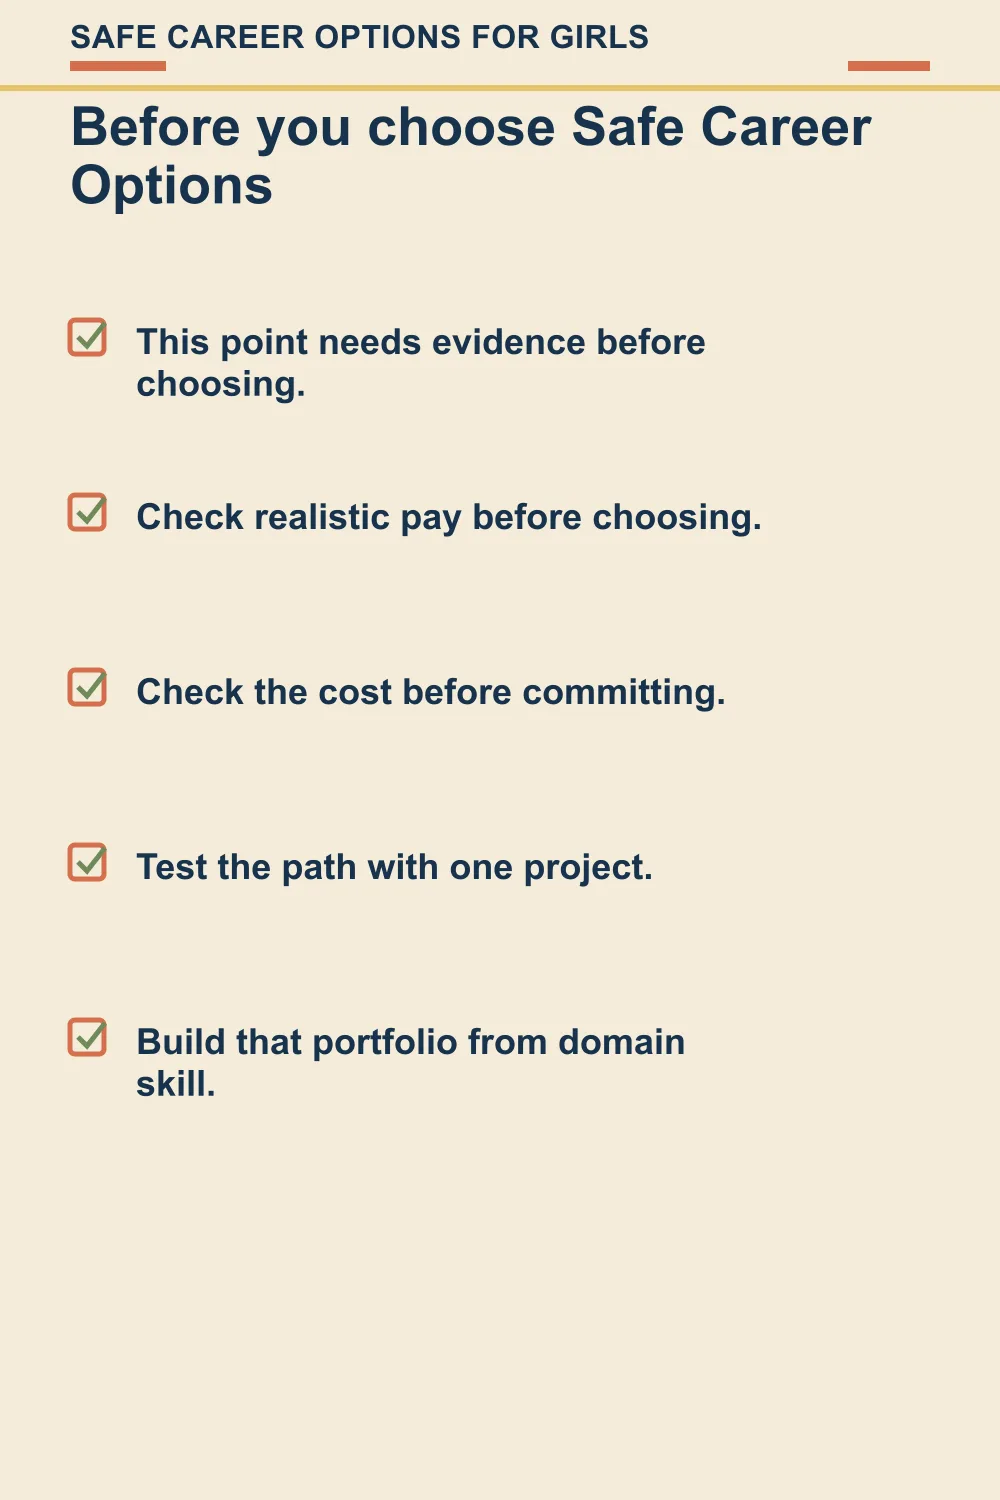 SAFE CAREER OPTIONS FOR GIRLS
Before you choose Safe Career
Options
This point needs evidence before
choosing.
Check realistic pay before choosing.
Check the cost before committing.
Test the path with one project.
Build that portfolio from domain
skill.